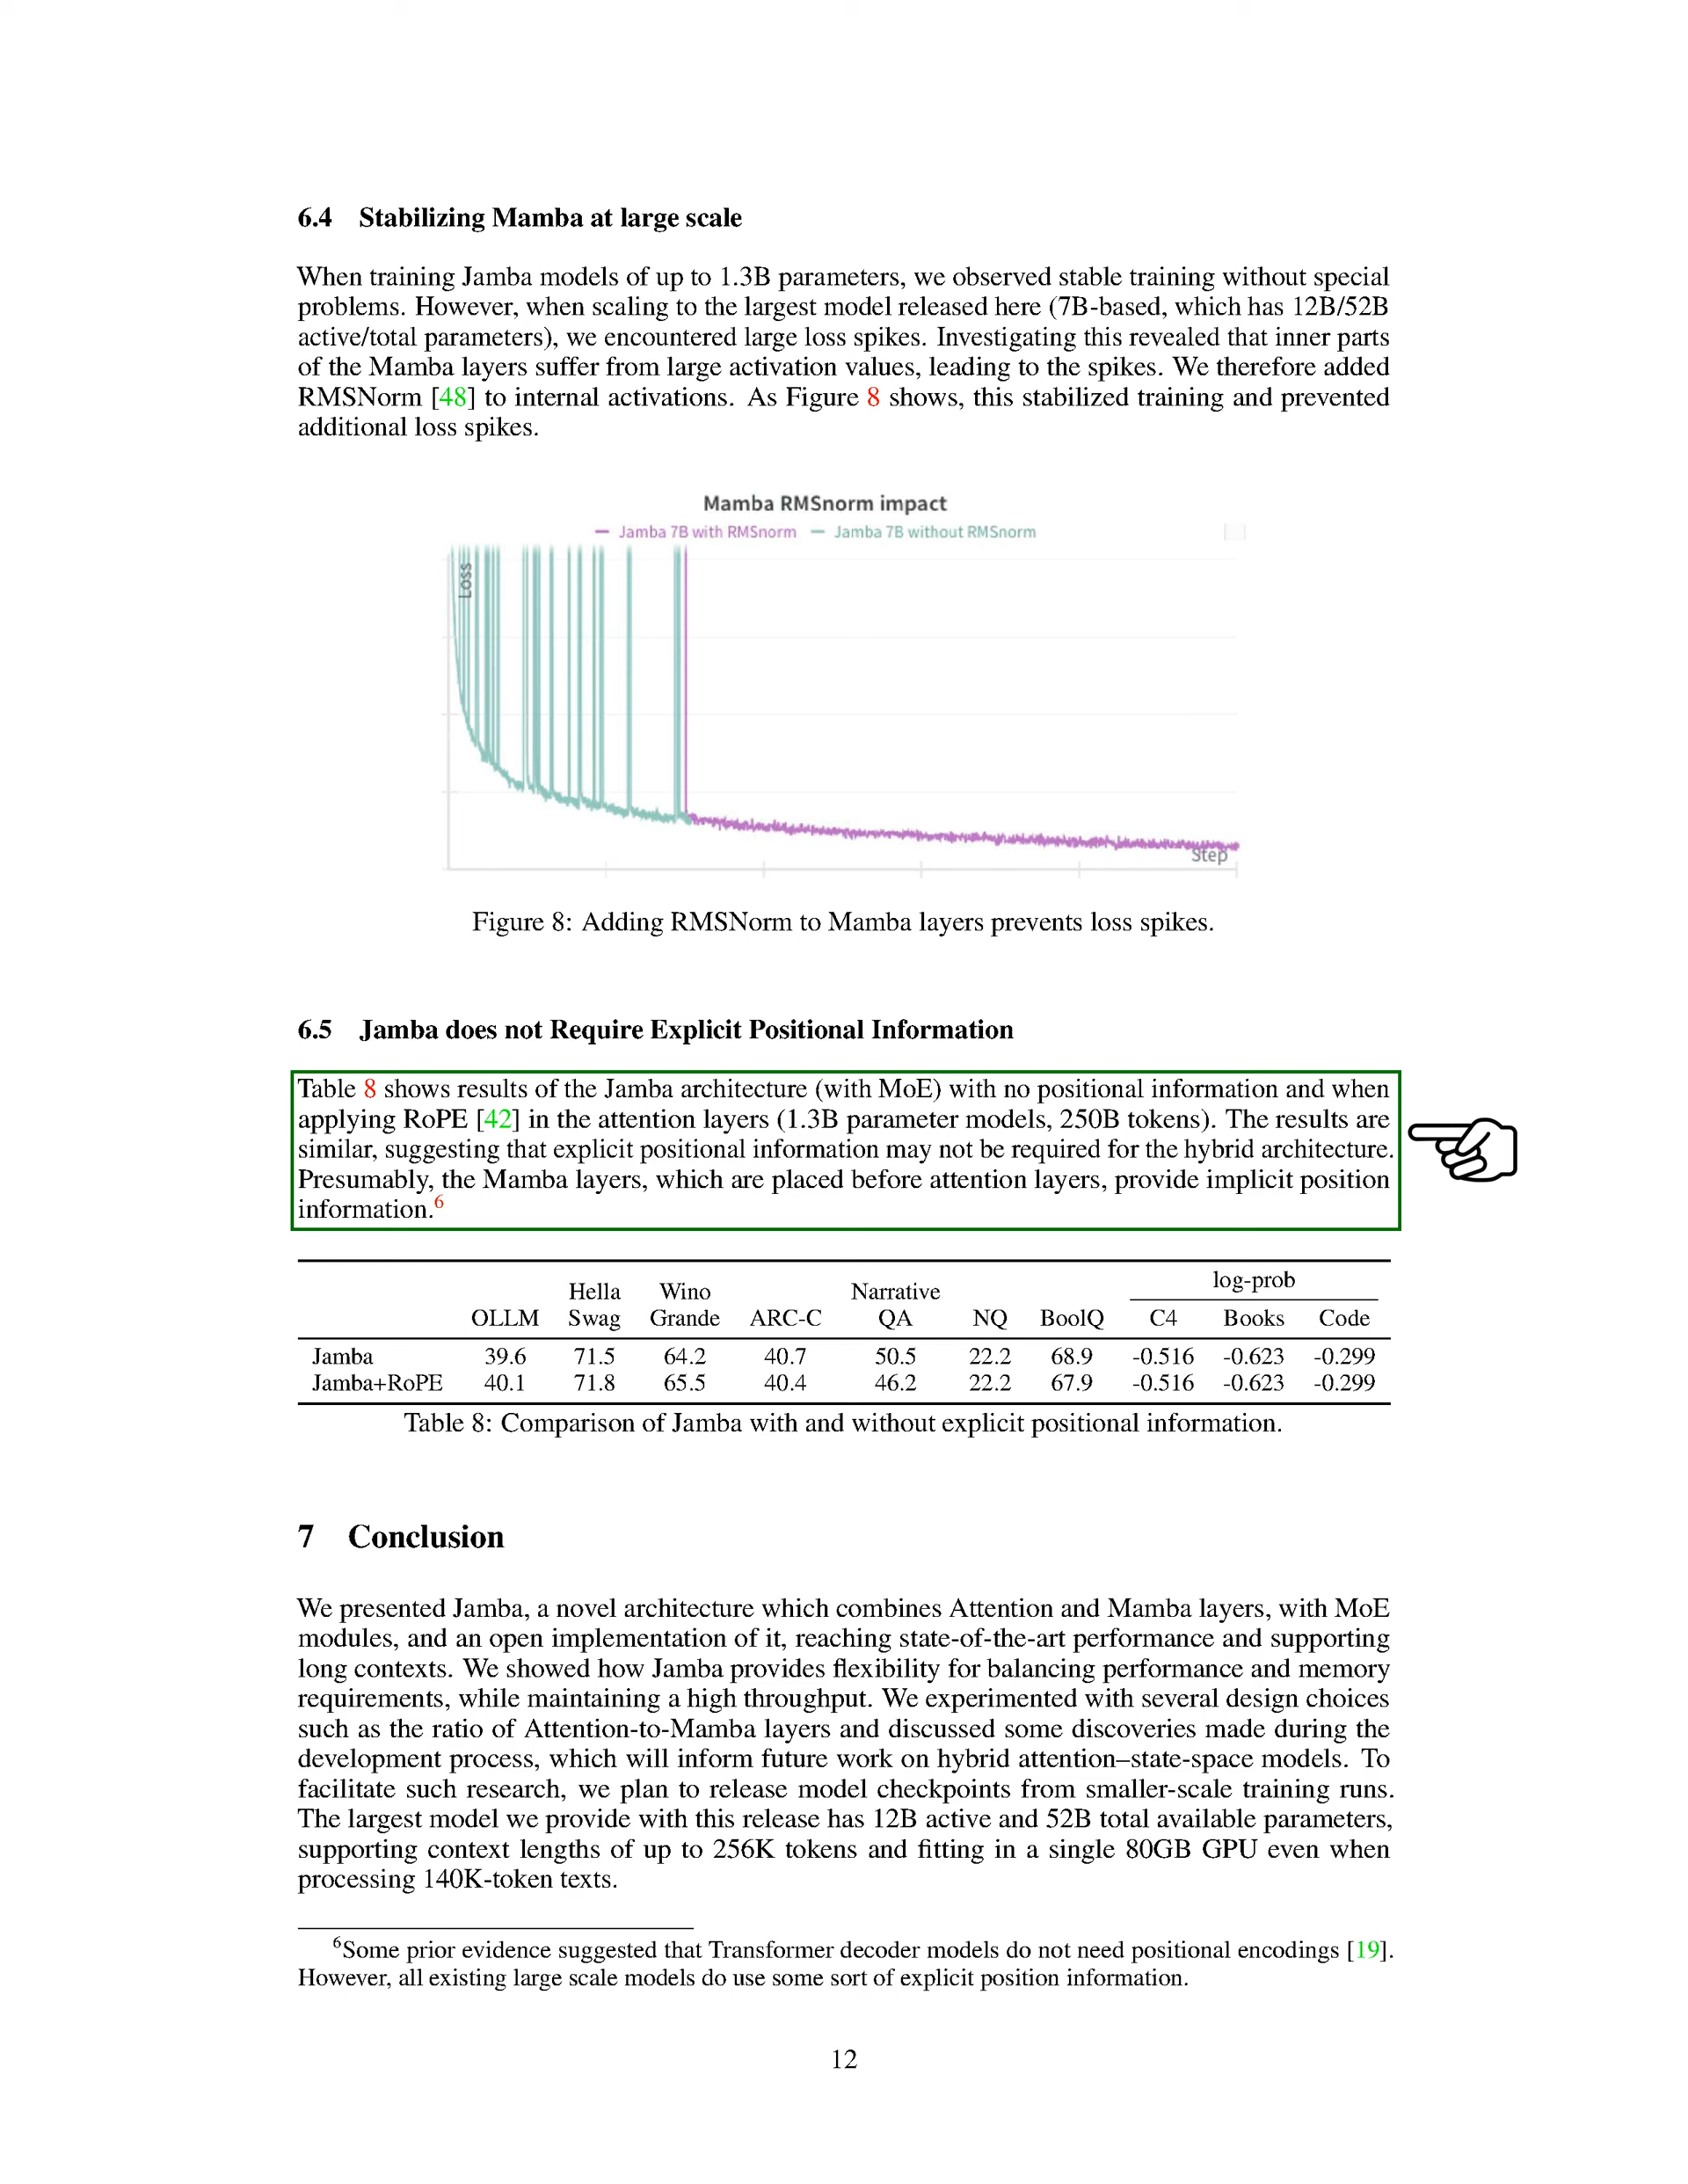 6.4 Stabilizing Mamba at large scale
When training Jamba models of up to 1.3B parameters, we observed stable training without special
problems. However, when scaling to the largest model released here (7B-based, which has 12B/52B
active/total parameters), we encountered large loss spikes. Investigating this revealed that inner parts
of the Mamba layers suffer from large activation values, leading to the spikes. We therefore added
RMSNorm [48] to internal activations. As Figure 8 shows, this stabilized training and prevented
additional loss spikes.
Mamba RMSnorm impact
Jamba 7B with RMSnorm Jamba 7B without RMSnorm
Loss
Step
Figure 8: Adding RMSNorm to Mamba layers prevents loss spikes.
6.5 Jamba does not Require Explicit Positional Information
Table 8 shows results of the Jamba architecture (with MoE) with no positional information and when
applying RoPE [42] in the attention layers (1.3B parameter models, 250B tokens). The results are
similar, suggesting that explicit positional information may not be required for the hybrid architecture.
Presumably, the Mamba layers, which are placed before attention layers, provide implicit position
information.6
log-prob
Hella Wino Narrative
OLLM Swag Grande ARC-C QA NQ BoolQ C4 Books Code
Jamba 39.6 71.5 64.2 40.7 50.5 22.2 68.9 -0.516 -0.623 -0.299
Jamba+RoPE 40.1 71.8 65.5 40.4 46.2 22.2 67.9 -0.516 -0.623 -0.299
Table 8: Comparison of Jamba with and without explicit positional information.
7 Conclusion
We presented Jamba, a novel architecture which combines Attention and Mamba layers, with MoE
modules, and an open implementation of it, reaching state-of-the-art performance and supporting
long contexts. We showed how Jamba provides flexibility for balancing performance and memory
requirements, while maintaining a high throughput. We experimented with several design choices
such as the ratio of Attention-to-Mamba layers and discussed some discoveries made during the
development process, which will inform future work on hybrid attention–state-space models. To
facilitate such research, we plan to release model checkpoints from smaller-scale training runs.
The largest model we provide with this release has 12B active and 52B total available parameters,
supporting context lengths of up to 256K tokens and fitting in a single 80GB GPU even when
processing 140K-token texts.
6Some prior evidence suggested that Transformer decoder models do not need positional encodings [19].
However, all existing large scale models do use some sort of explicit position information.
12